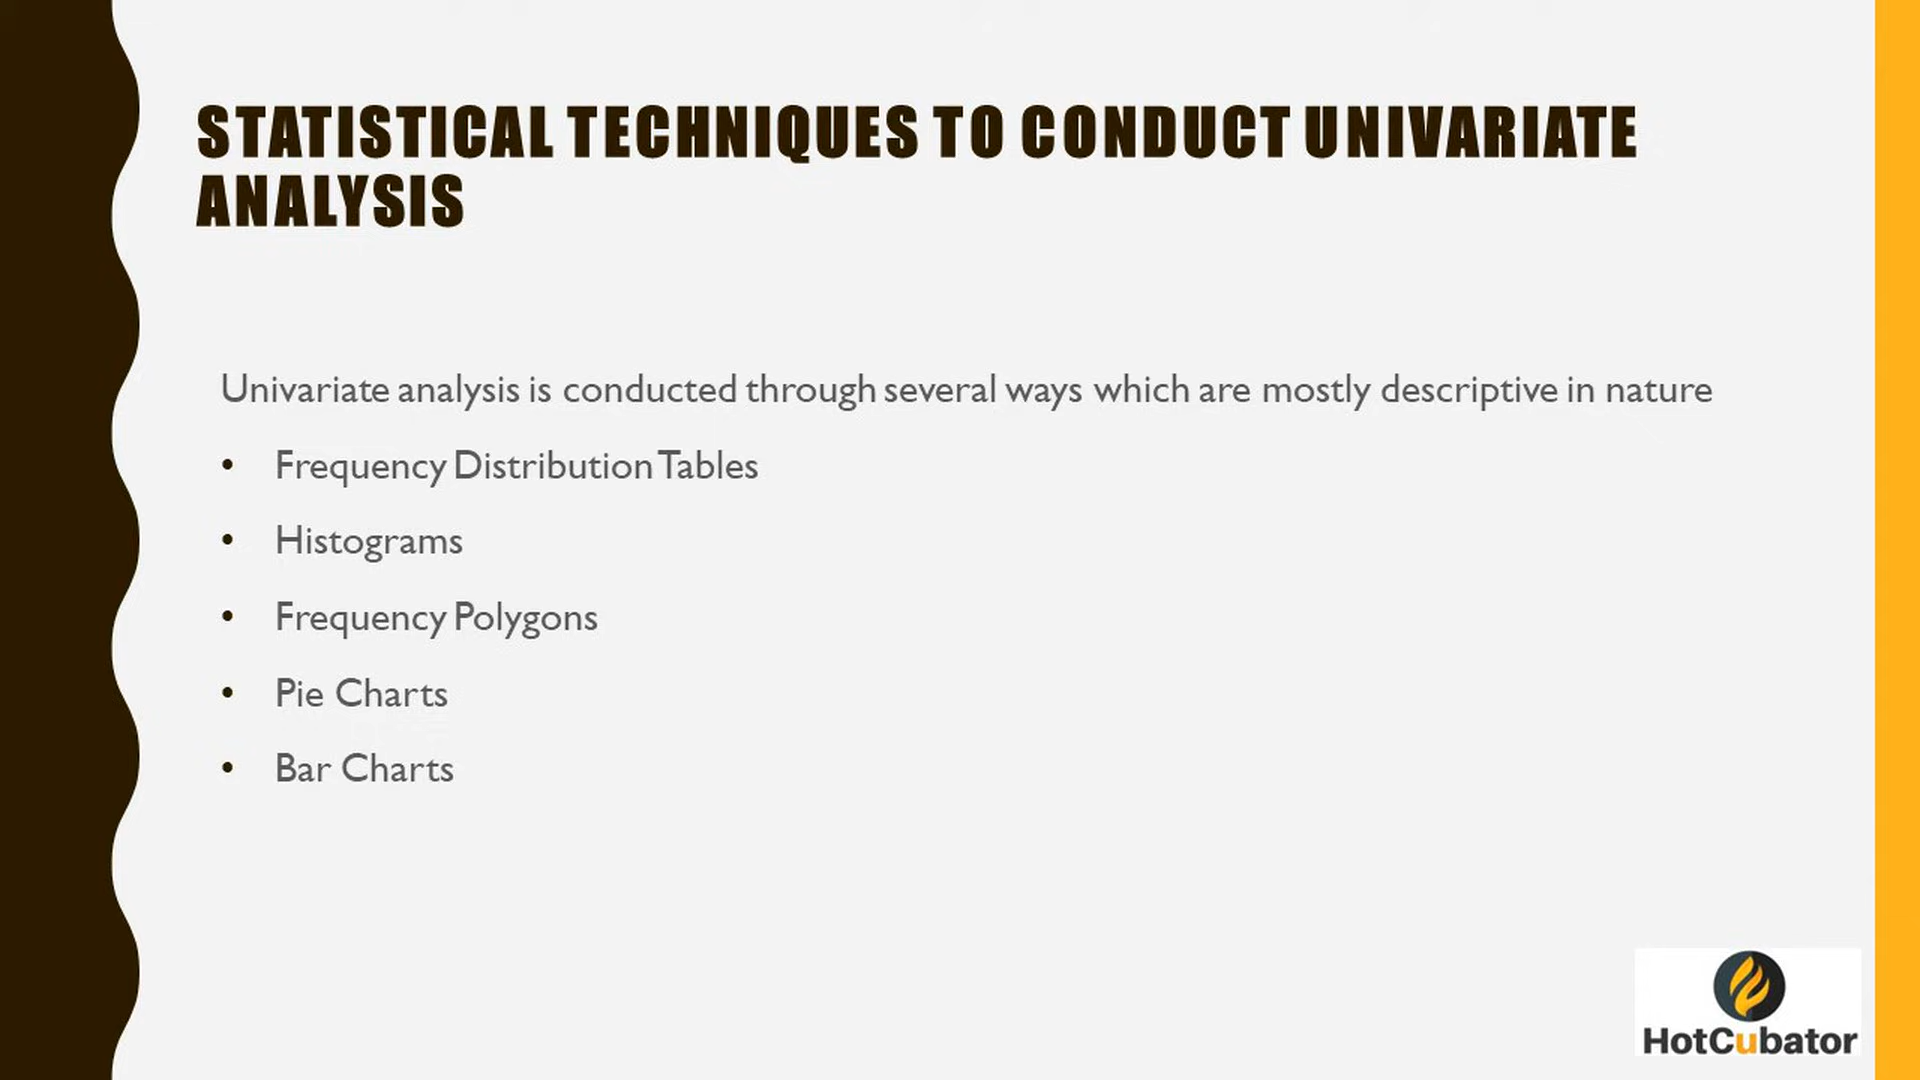 STATISTICAL TECHNIQUES TO CONDUCT UNIVARIATE
ANALYSIS
Univariate analysis is conducted through several ways which are mostly descriptive in nature
• Frequency Distribution Tables
• Histograms
• Frequency Polygons
• Pie Charts
• Bar Charts
HotCubator